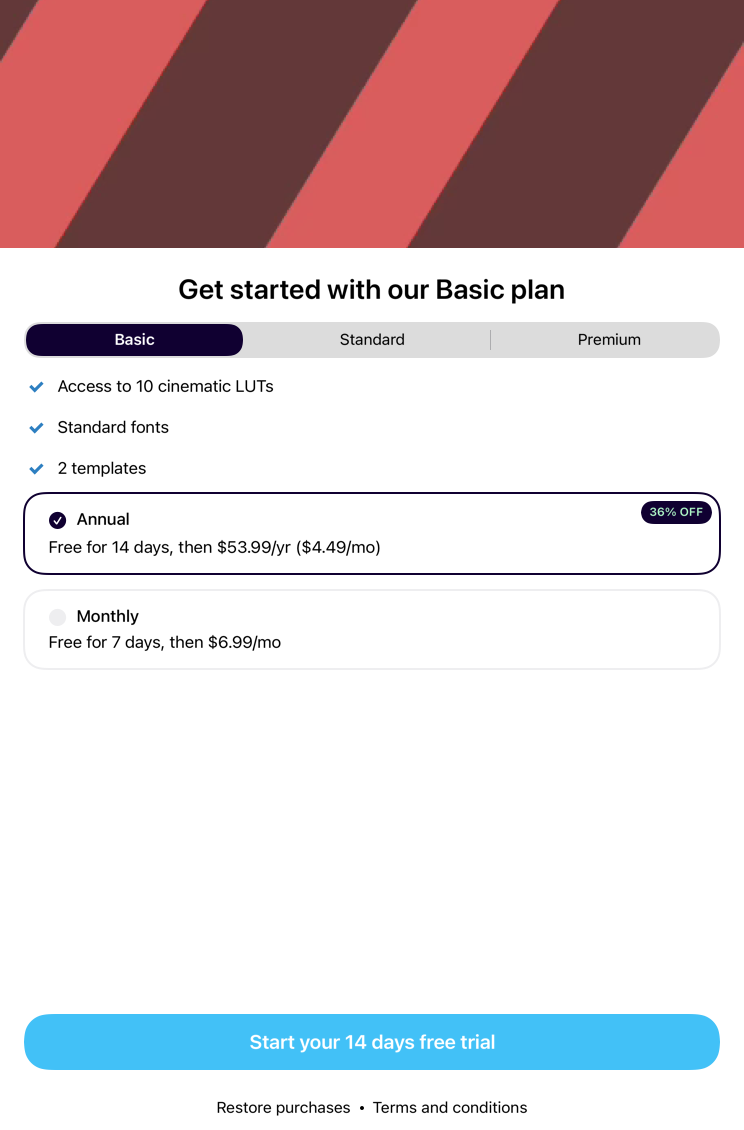 Get started with our Basic plan
Basic Standard Premium
Access to 10 cinematic LUTs
Standard fonts
2 templates
Annual 36% OFF
Free for 14 days, then $53.99/yr ($4.49/mo)
Monthly
Free for 7 days, then $6.99/mo
Start your 14 days free trial
Restore purchases • Terms and conditions